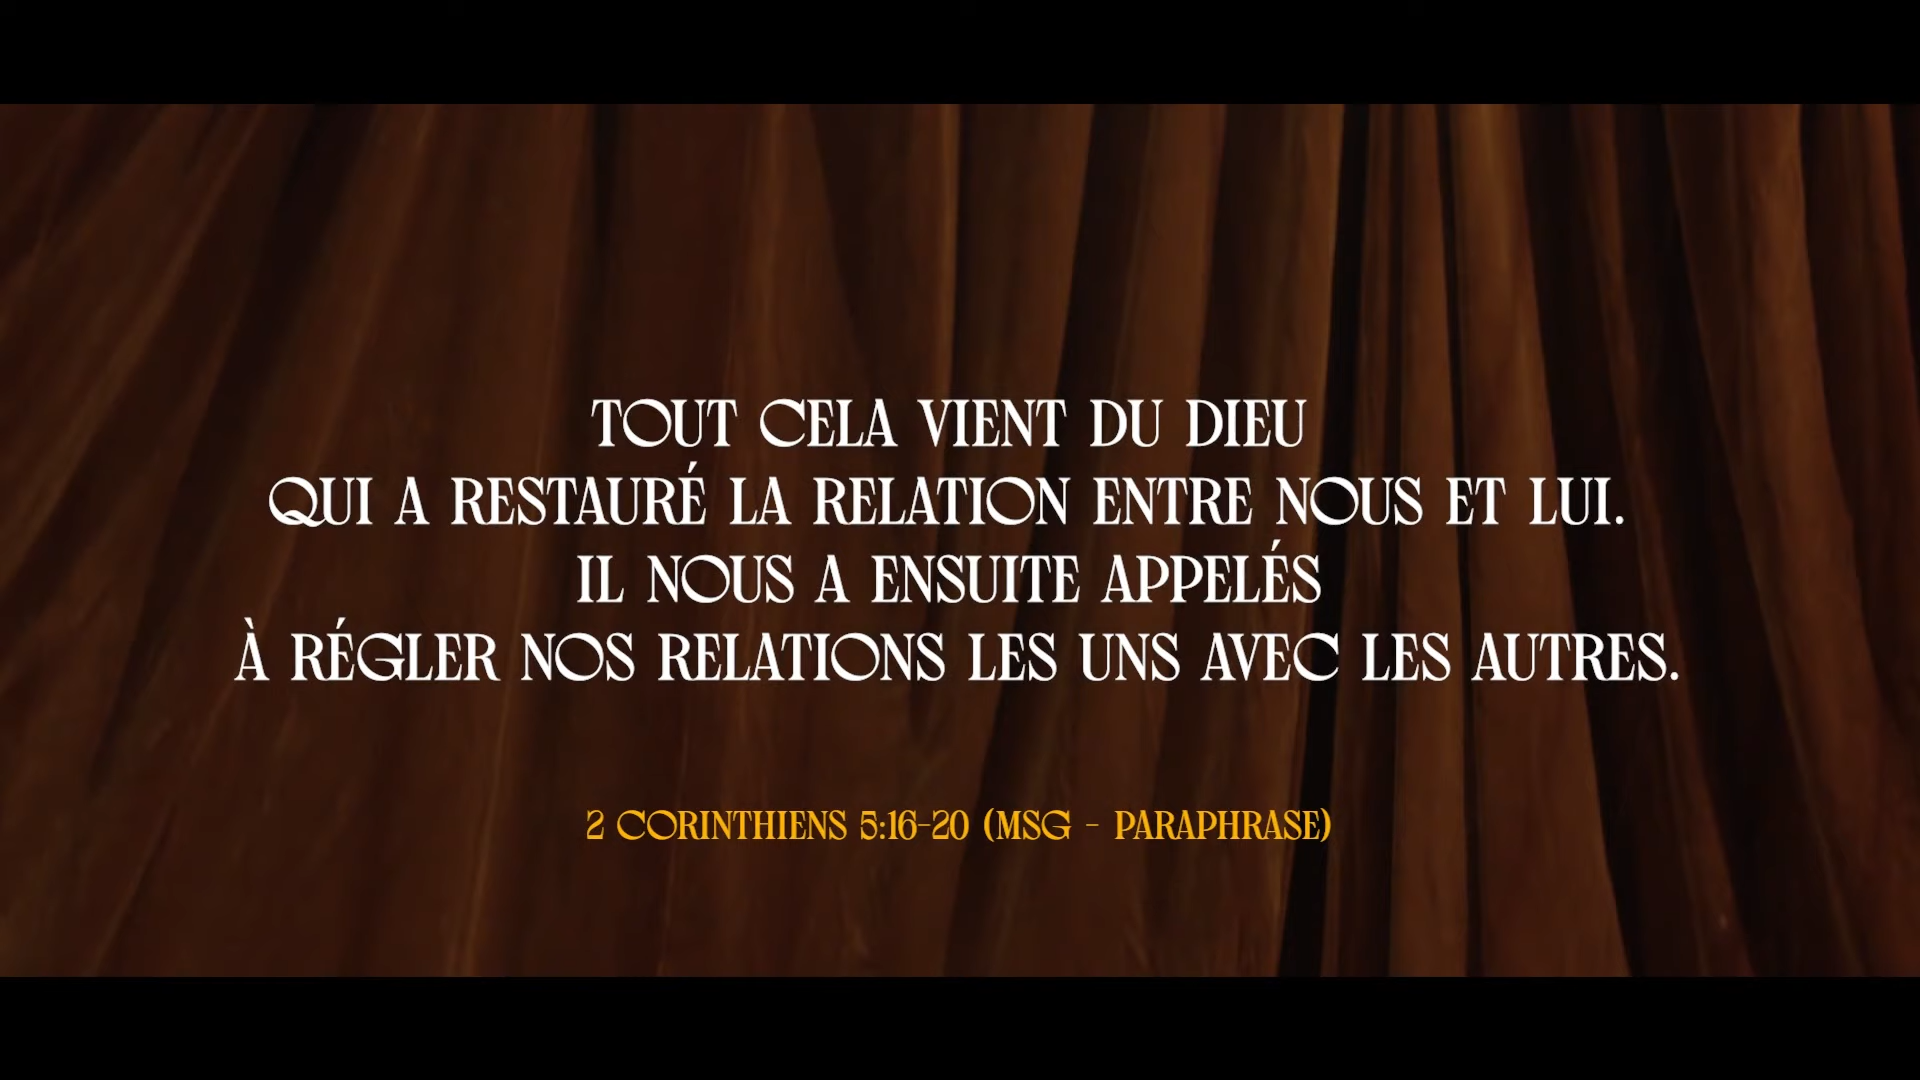 TOUT CELA VIENT DU DIEU
QUI A RESTAURÉ LA RELATION ENTRE NOUS ET LUI.
IL NOUS A ENSUITE APPELÉS
À RÉGLER NOS RELATIONS LES UNS AVEC LES AUTRES.
2 CORINTHIENS 5:16-20 (MSG - PARAPHRASE)